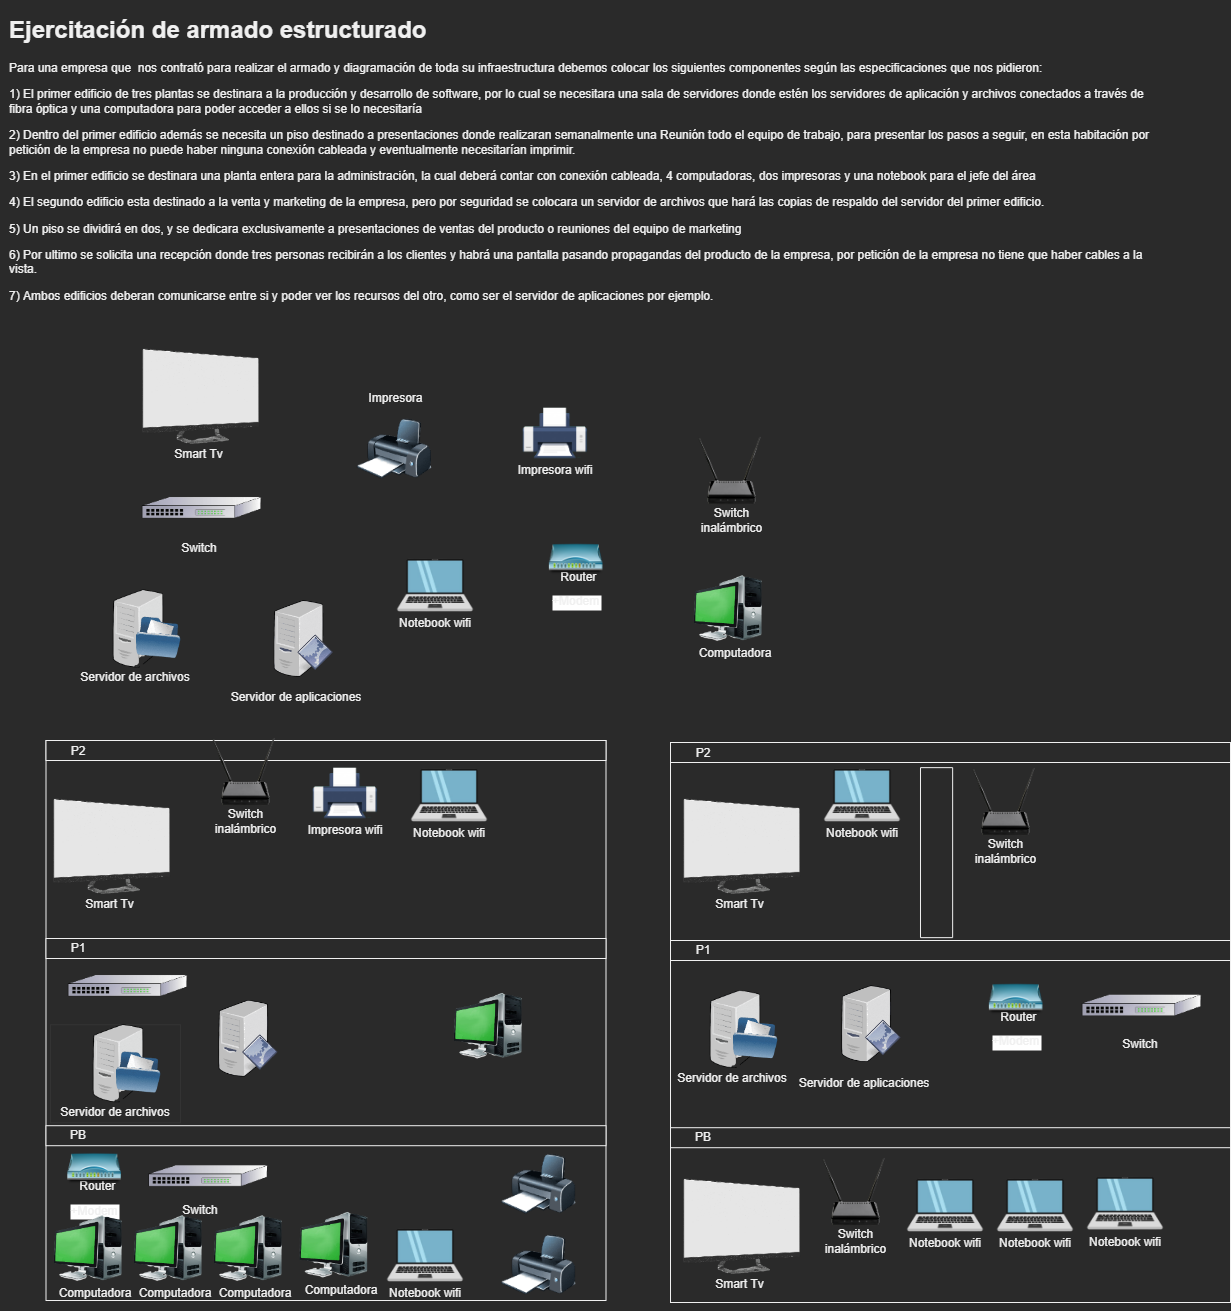 Ejercitación de armado estructurado
Para una empresa que  nos contrató para realizar el armado y diagramación de toda su infraestructura debemos colocar los siguientes componentes según las especificaciones que nos pidieron:
1) El primer edificio de tres plantas se destinara a la producción y desarrollo de software, por lo cual se necesitara una sala de servidores donde estén los servidores de aplicación y archivos conectados a través de
fibra óptica y una computadora para poder acceder a ellos si se lo necesitaría
2) Dentro del primer edificio además se necesita un piso destinado a presentaciones donde realizaran semanalmente una Reunión todo el equipo de trabajo, para presentar los pasos a seguir, en esta habitación por
petición de la empresa no puede haber ninguna conexión cableada y eventualmente necesitarían imprimir.
3) En el primer edificio se destinara una planta entera para la administración, la cual deberá contar con conexión cableada, 4 computadoras, dos impresoras y una notebook para el jefe del área
4) El segundo edificio esta destinado a la venta y marketing de la empresa, pero por seguridad se colocara un servidor de archivos que hará las copias de respaldo del servidor del primer edificio.
5) Un piso se dividirá en dos, y se dedicara exclusivamente a presentaciones de ventas del producto o reuniones del equipo de marketing
6) Por ultimo se solicita una recepción donde tres personas recibirán a los clientes y habrá una pantalla pasando propagandas del producto de la empresa, por petición de la empresa no tiene que haber cables a la
vista.
7) Ambos edificios deberan comunicarse entre si y poder ver los recursos del otro, como ser el servidor de aplicaciones por ejemplo.
Impresora
Smart Tv
Impresora wifi
Switch
inalámbrico
Switch
Router
+Modem
Notebook wifi
Computadora
Servidor de archivos
Servidor de aplicaciones
P2
Switch
inalámbrico
Impresora wifi
Notebook wifi
Smart Tv
P1
Servidor de archivos
PB
Router
+Modem
Switch
Computadora
Computadora
Computadora
Computadora
Notebook wifi
P2
Notebook wifi
Switch
inalámbrico
Smart Tv
P1
Router
+Modem
Switch
Servidor de archivos
Servidor de aplicaciones
PB
Switch
inalámbrico
Notebook wifi
Notebook wifi
Notebook wifi
Smart Tv